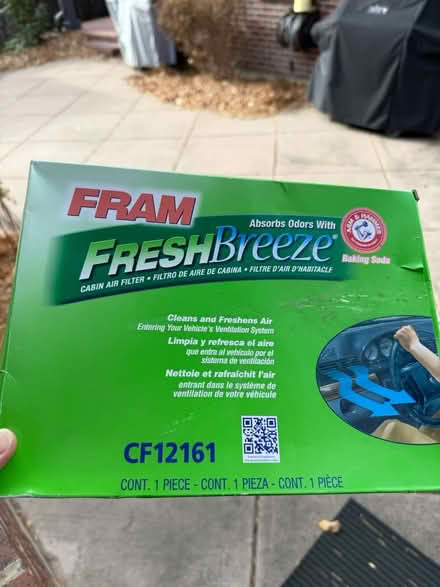 FRAM
Absorbs Odors With
ARM & HAMMER
FRESHBreeze®
Baking Soda
CABIN AIR FILTER • FILTRO DE AIRE DE CABINA • FILTRE D'AIR D'HABITACLE
Cleans and Freshens Air
Entering Your Vehicle's Ventilation System
Limpia y refresca el aire
que entra al vehículo por el
sistema de ventilación
Nettoie et rafraîchit l'air
entrant dans le système de
ventilation de votre véhicule
CF12161
CONT. 1 PIECE - CONT. 1 PIEZA - CONT. 1 PIÈCE